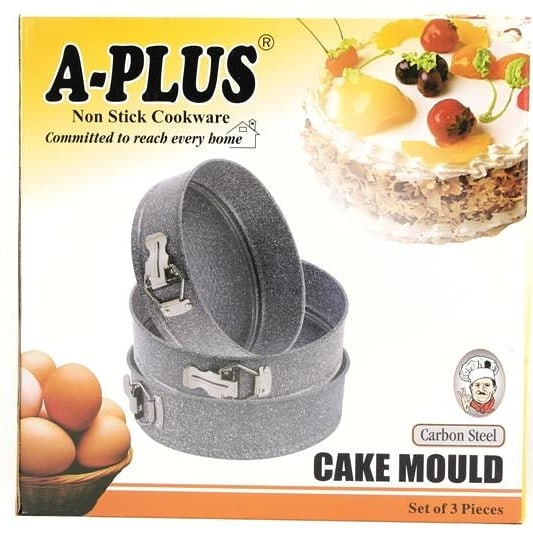 A-PLUS®
Non Stick Cookware
Committed to reach every home
Carbon Steel
CAKE MOULD
Set of 3 Pieces